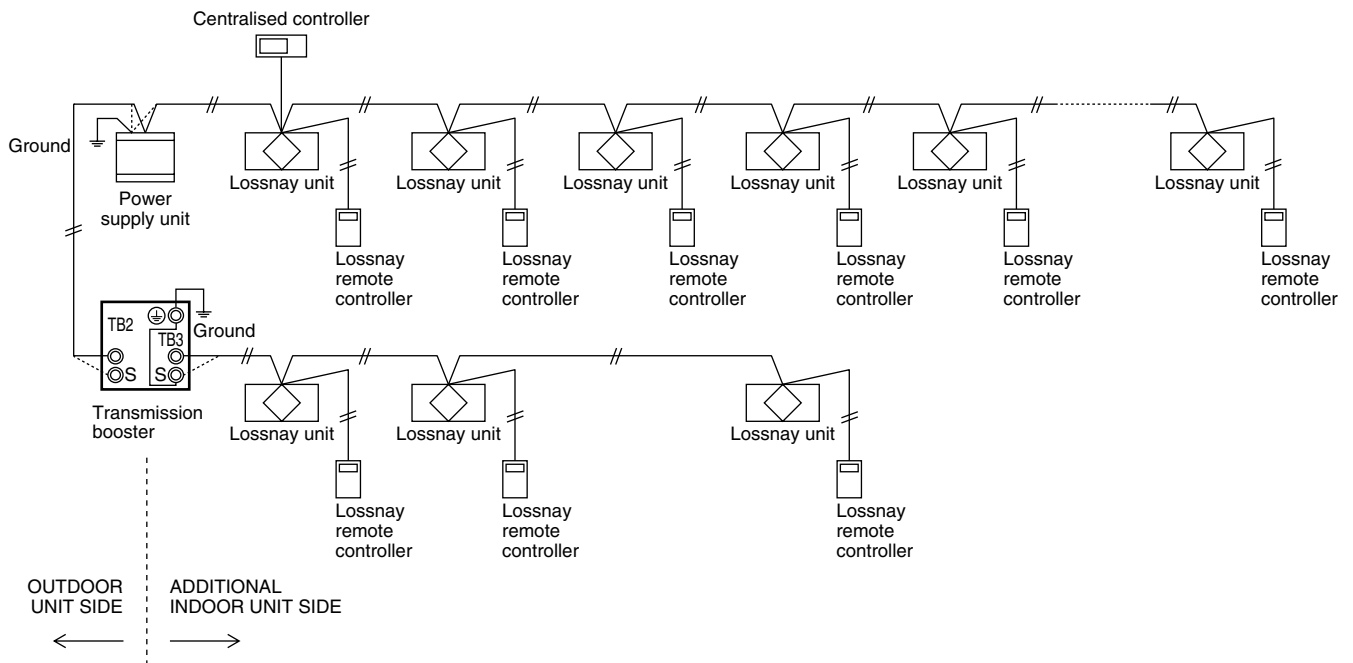 Centralised controller
Ground
Power
supply unit
Lossnay unit
Lossnay unit
Lossnay unit
Lossnay unit
Lossnay unit
Lossnay unit
Lossnay
remote
controller
Lossnay
remote
controller
Lossnay
remote
controller
Lossnay
remote
controller
Lossnay
remote
controller
Lossnay
remote
controller
TB2
TB3
S
S
Ground
Transmission
booster
Lossnay unit
Lossnay unit
Lossnay unit
Lossnay
remote
controller
Lossnay
remote
controller
Lossnay
remote
controller
OUTDOOR
UNIT SIDE
ADDITIONAL
INDOOR UNIT SIDE